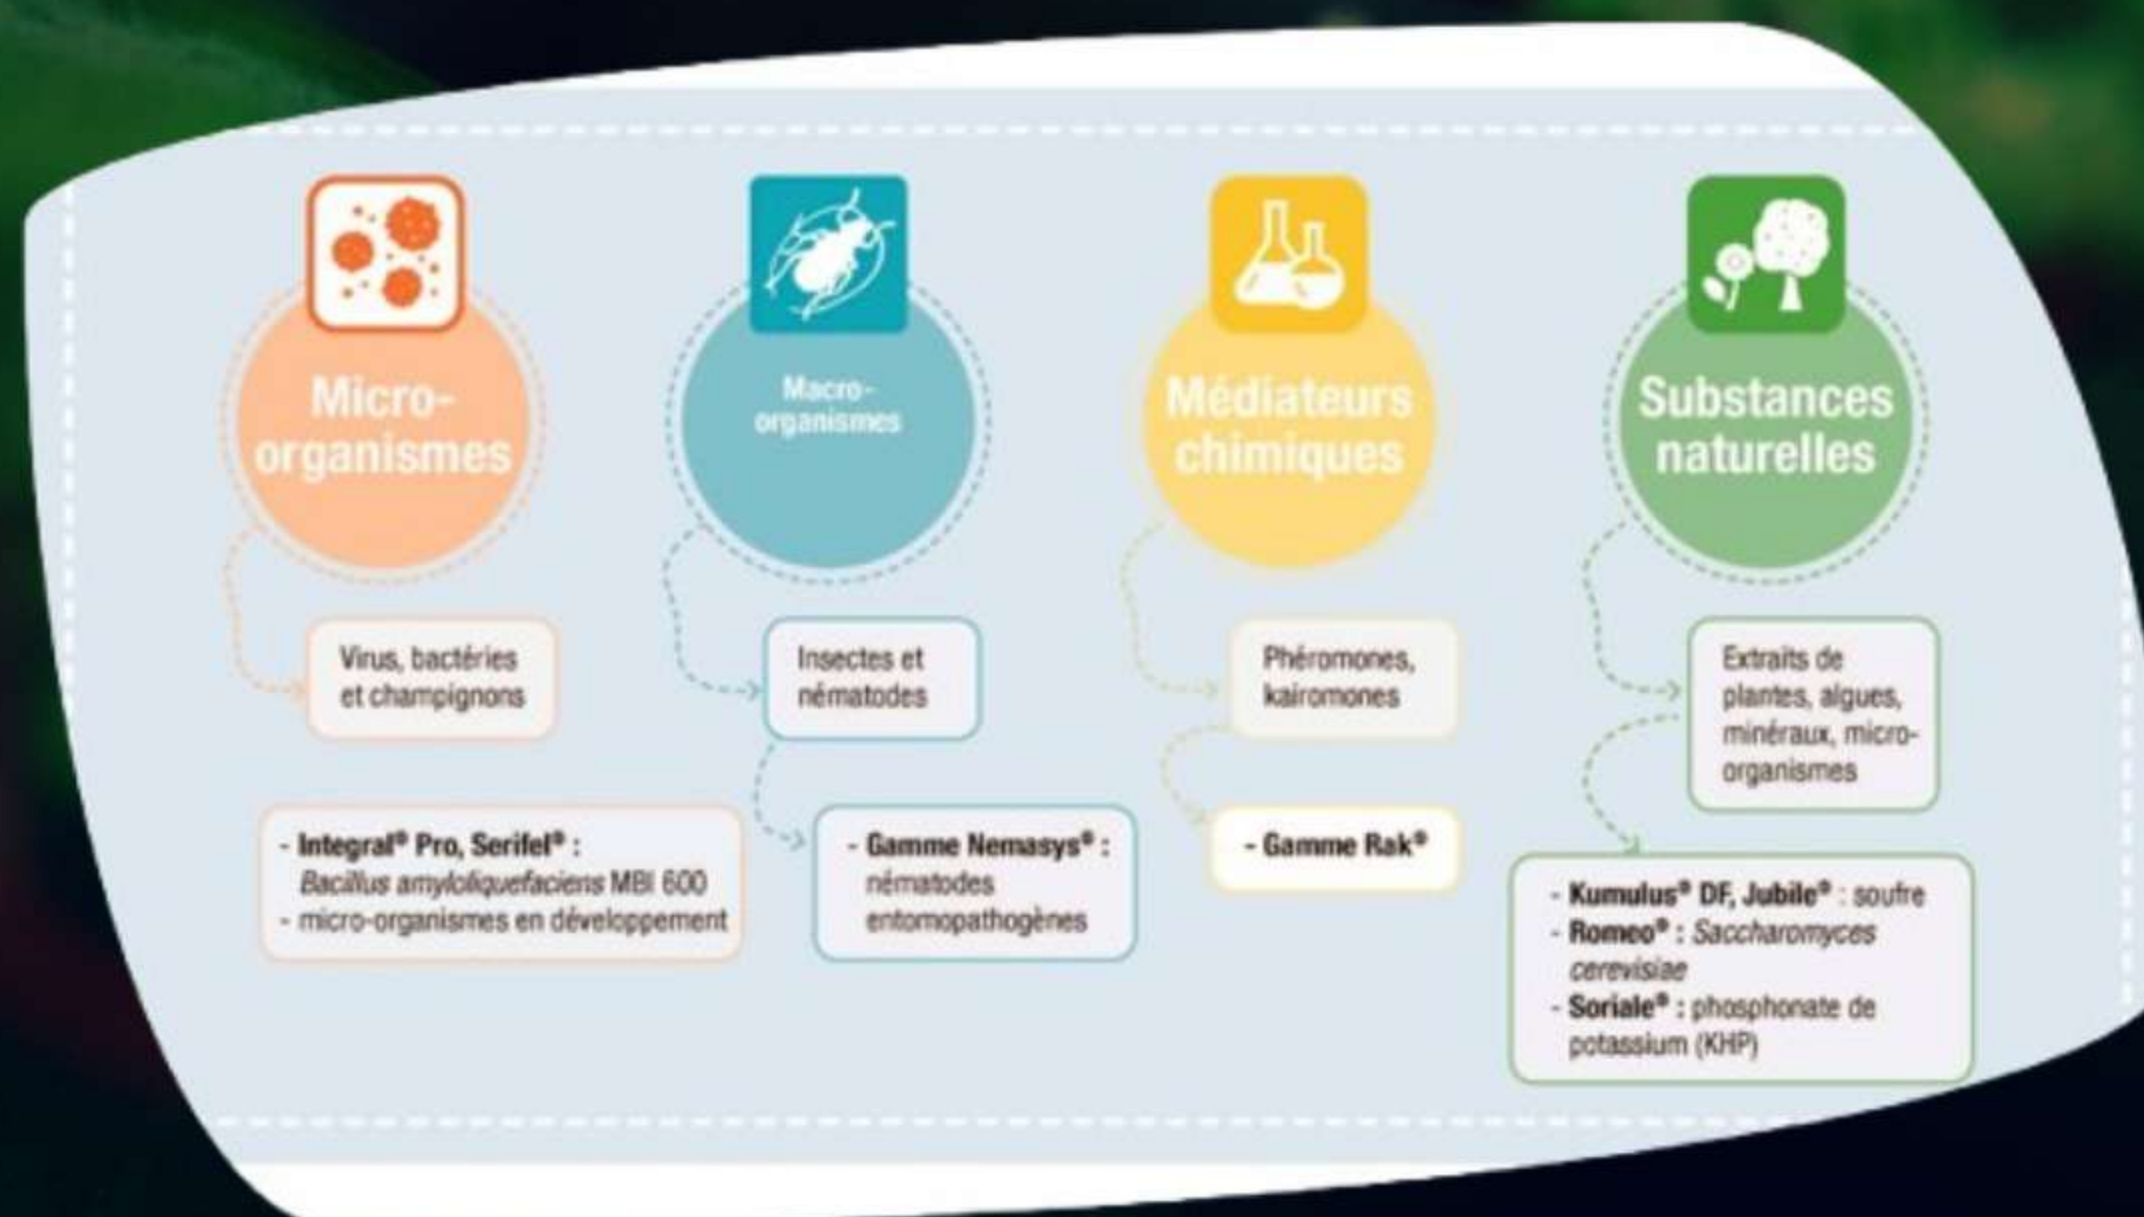 Micro-
organismes
Virus, bactéries
et champignons
- Integral® Pro, Serifel® :
Bacillus amyloliquefaciens MBI 600
- micro-organismes en développement
Macro-
organismes
Insectes et
nématodes
- Gamme Nemasys® :
nématodes
entomopathogènes
Médiateurs
chimiques
Phéromones,
kairomones
- Gamme Rak®
Substances
naturelles
Extraits de
plantes, algues,
minéraux, micro-
organismes
- Kumulus® DF, Jubile® : soufre
- Romeo® : Saccharomyces
cerevisiae
- Soriale® : phosphonate de
potassium (KHP)